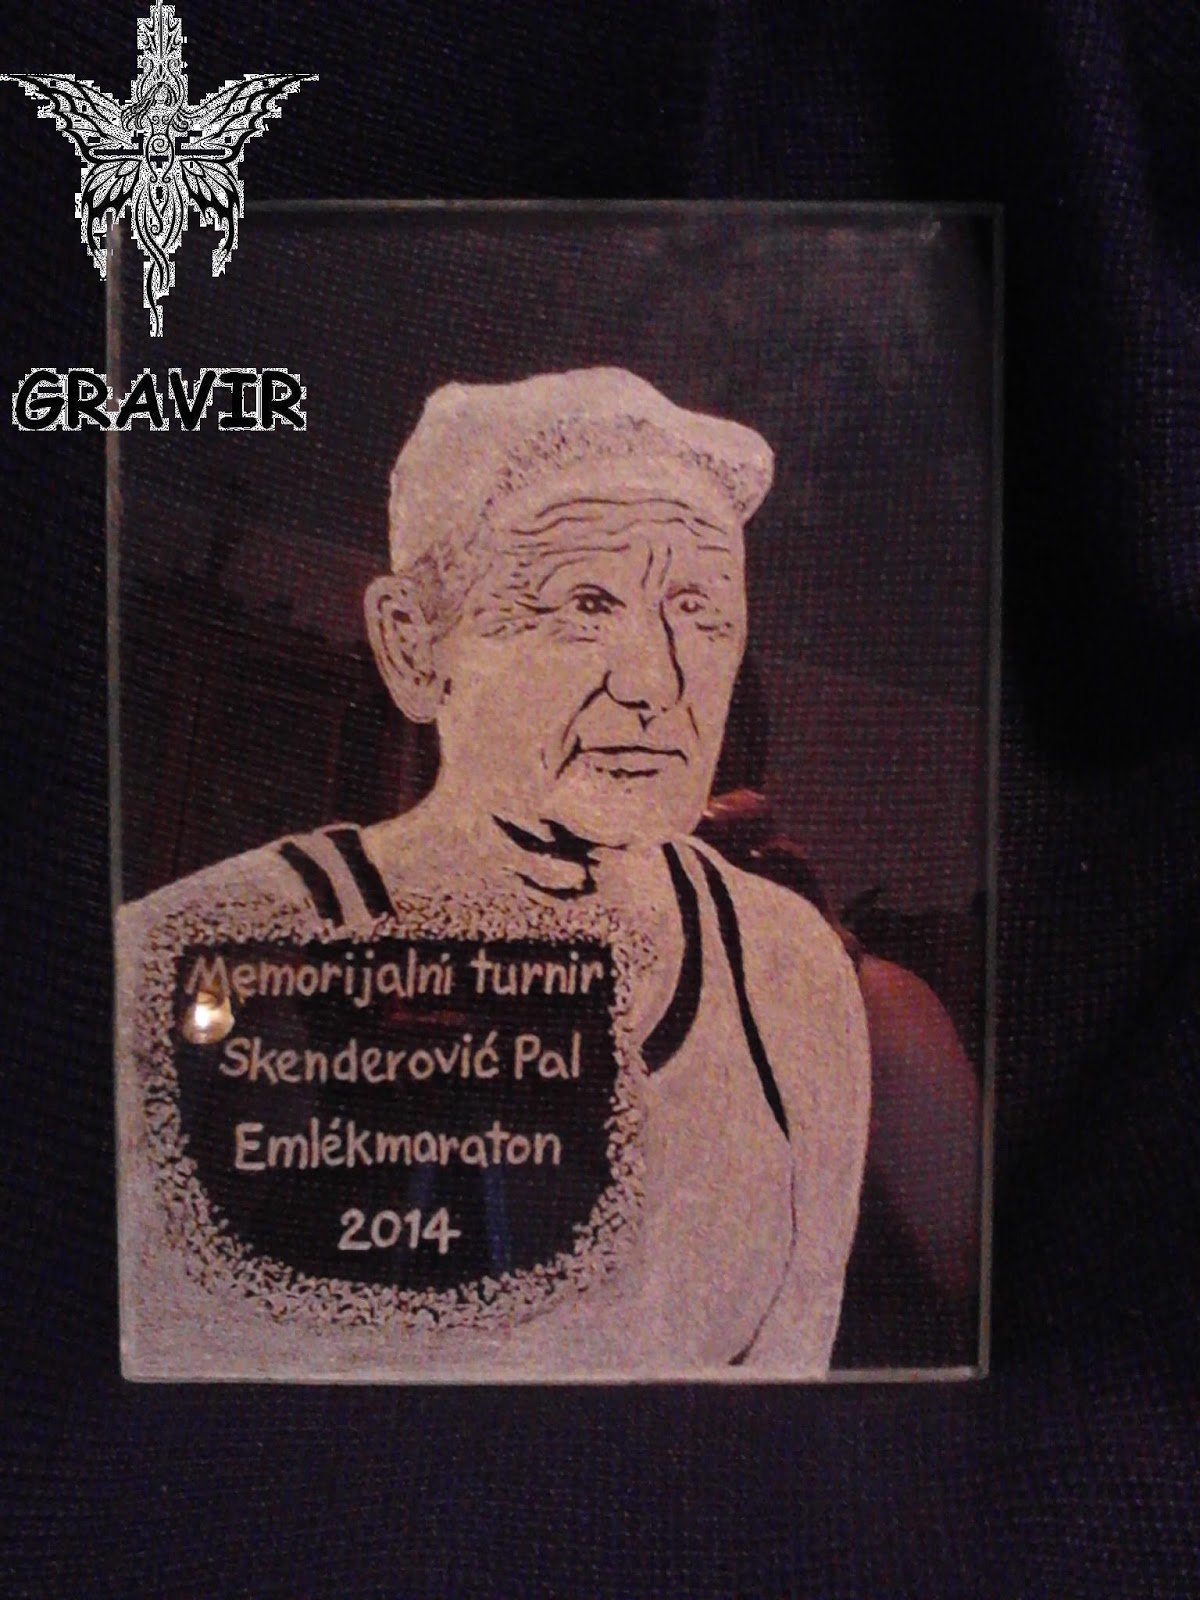 GRAVIR
Memorijalni turnir
Skenderović Pal
Emlékmaraton
2014